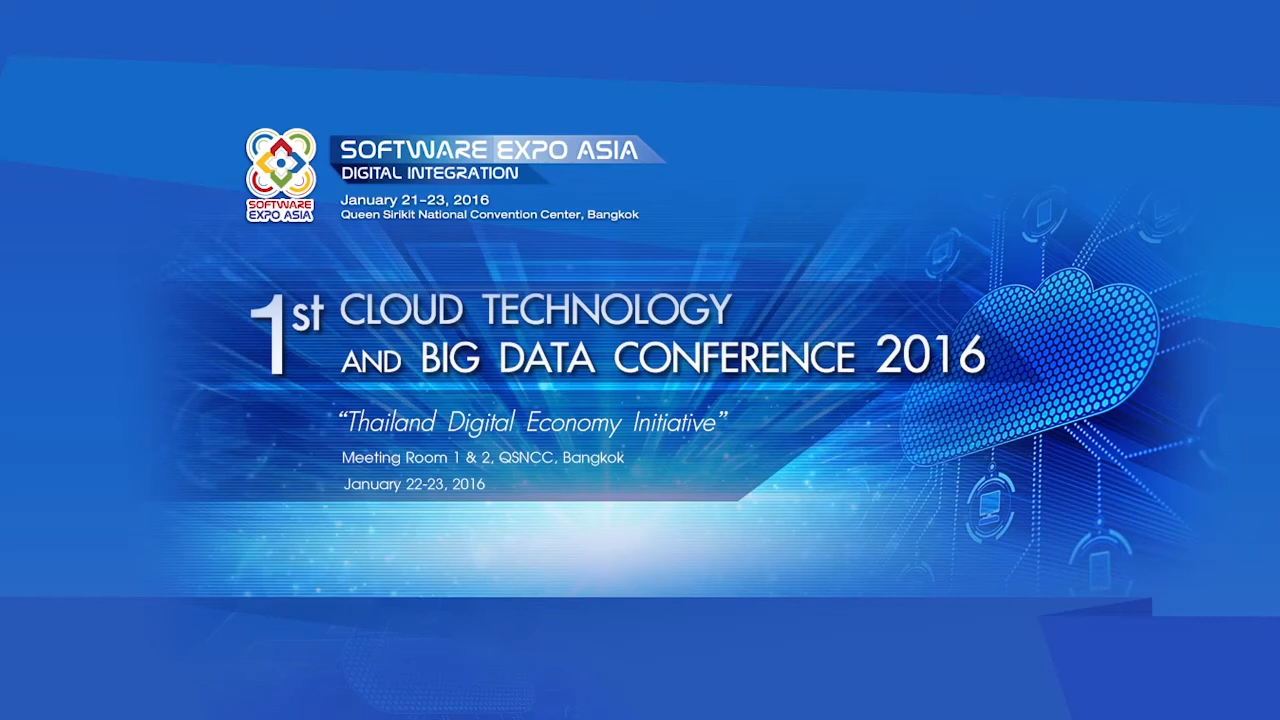 SOFTWARE EXPO ASIA
DIGITAL INTEGRATION
January 21-23, 2016
Queen Sirikit National Convention Center, Bangkok
SOFTWARE
EXPO ASIA
1st CLOUD TECHNOLOGY
AND BIG DATA CONFERENCE 2016
“Thailand Digital Economy Initiative”
Meeting Room 1 & 2, QSNCC, Bangkok
January 22-23, 2016